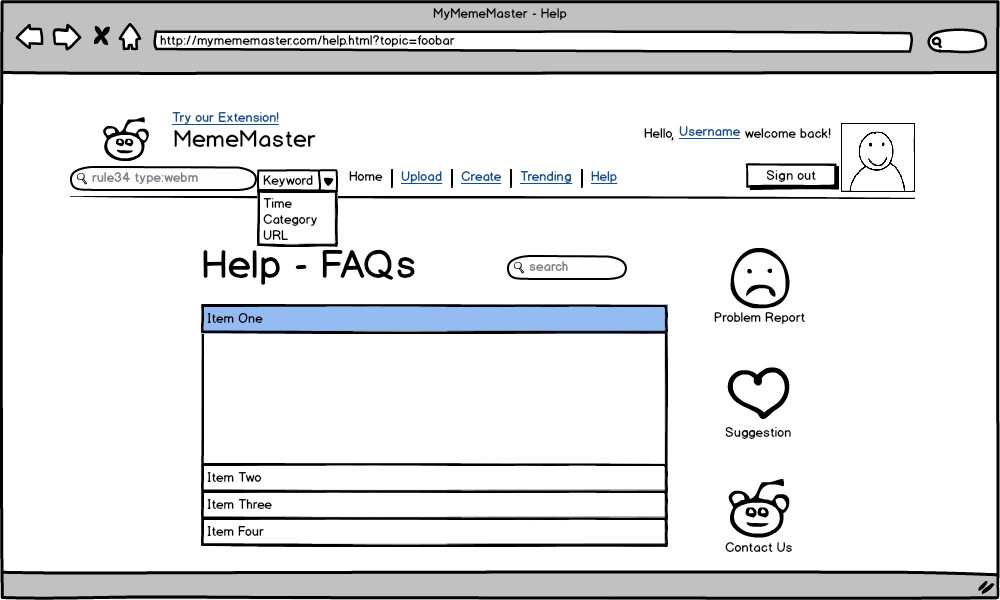 MyMemeMaster - Help
http://mymememaster.com/help.html?topic=foobar
Try our Extension!
MemeMaster
Hello, Username welcome back!
rule34 type:webm
Keyword
Home Upload Create Trending Help
Sign out
Time
Category
URL
Help - FAQs
search
Item One
Problem Report
Suggestion
Item Two
Item Three
Item Four
Contact Us